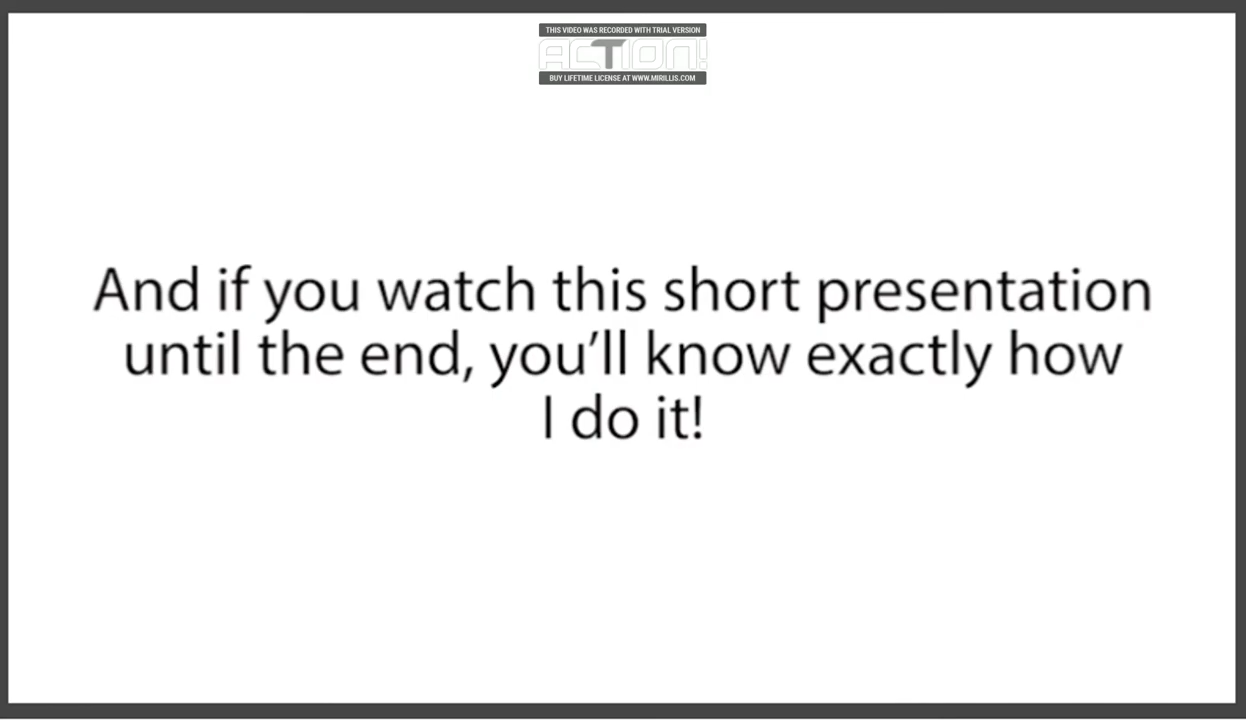 THIS VIDEO WAS RECORDED WITH TRIAL VERSION
ACTION!
BUY LIFETIME LICENSE AT WWW.MIRILLIS.COM
And if you watch this short presentation
until the end, you’ll know exactly how
I do it!